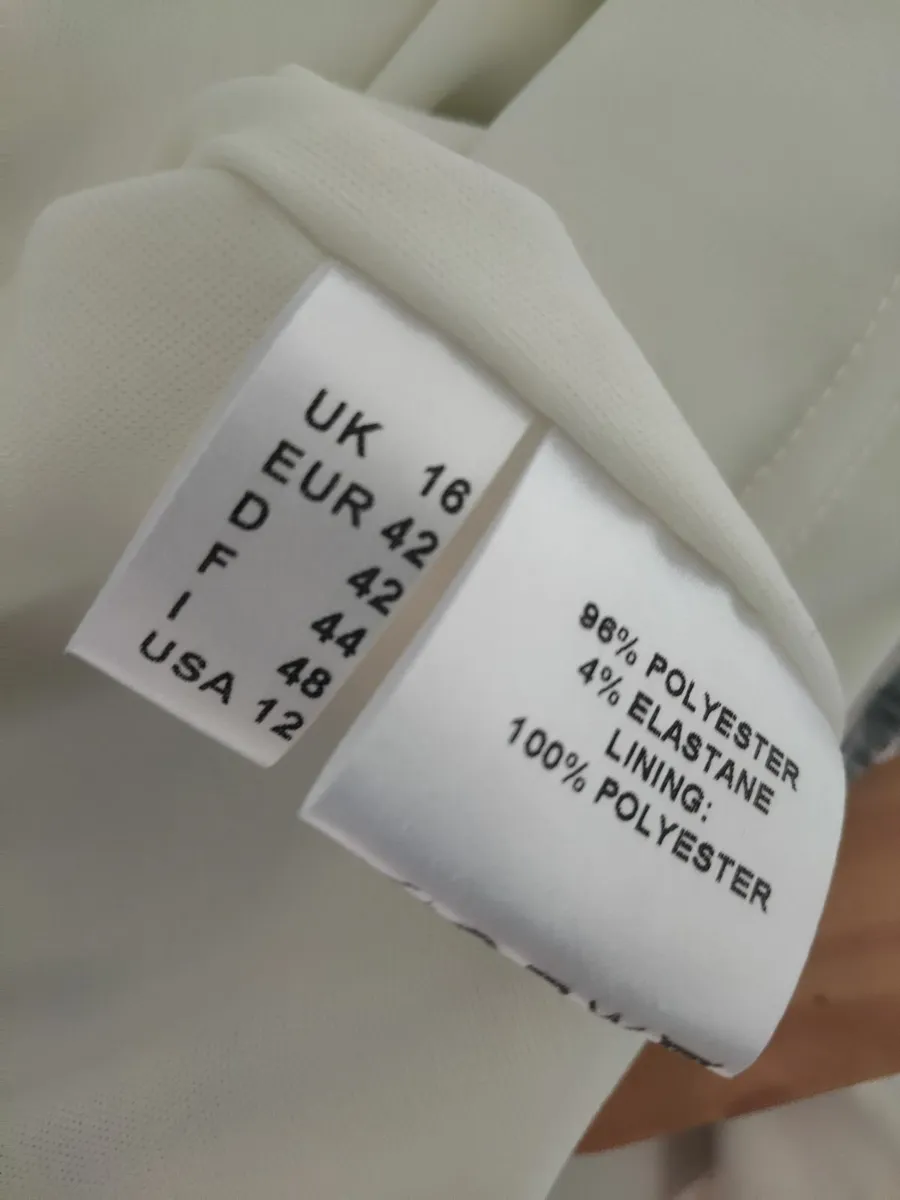 UK 16
EUR 42
D 42
F 44
I 48
USA 12
96% POLYESTER
4% ELASTANE
LINING:
100% POLYESTER